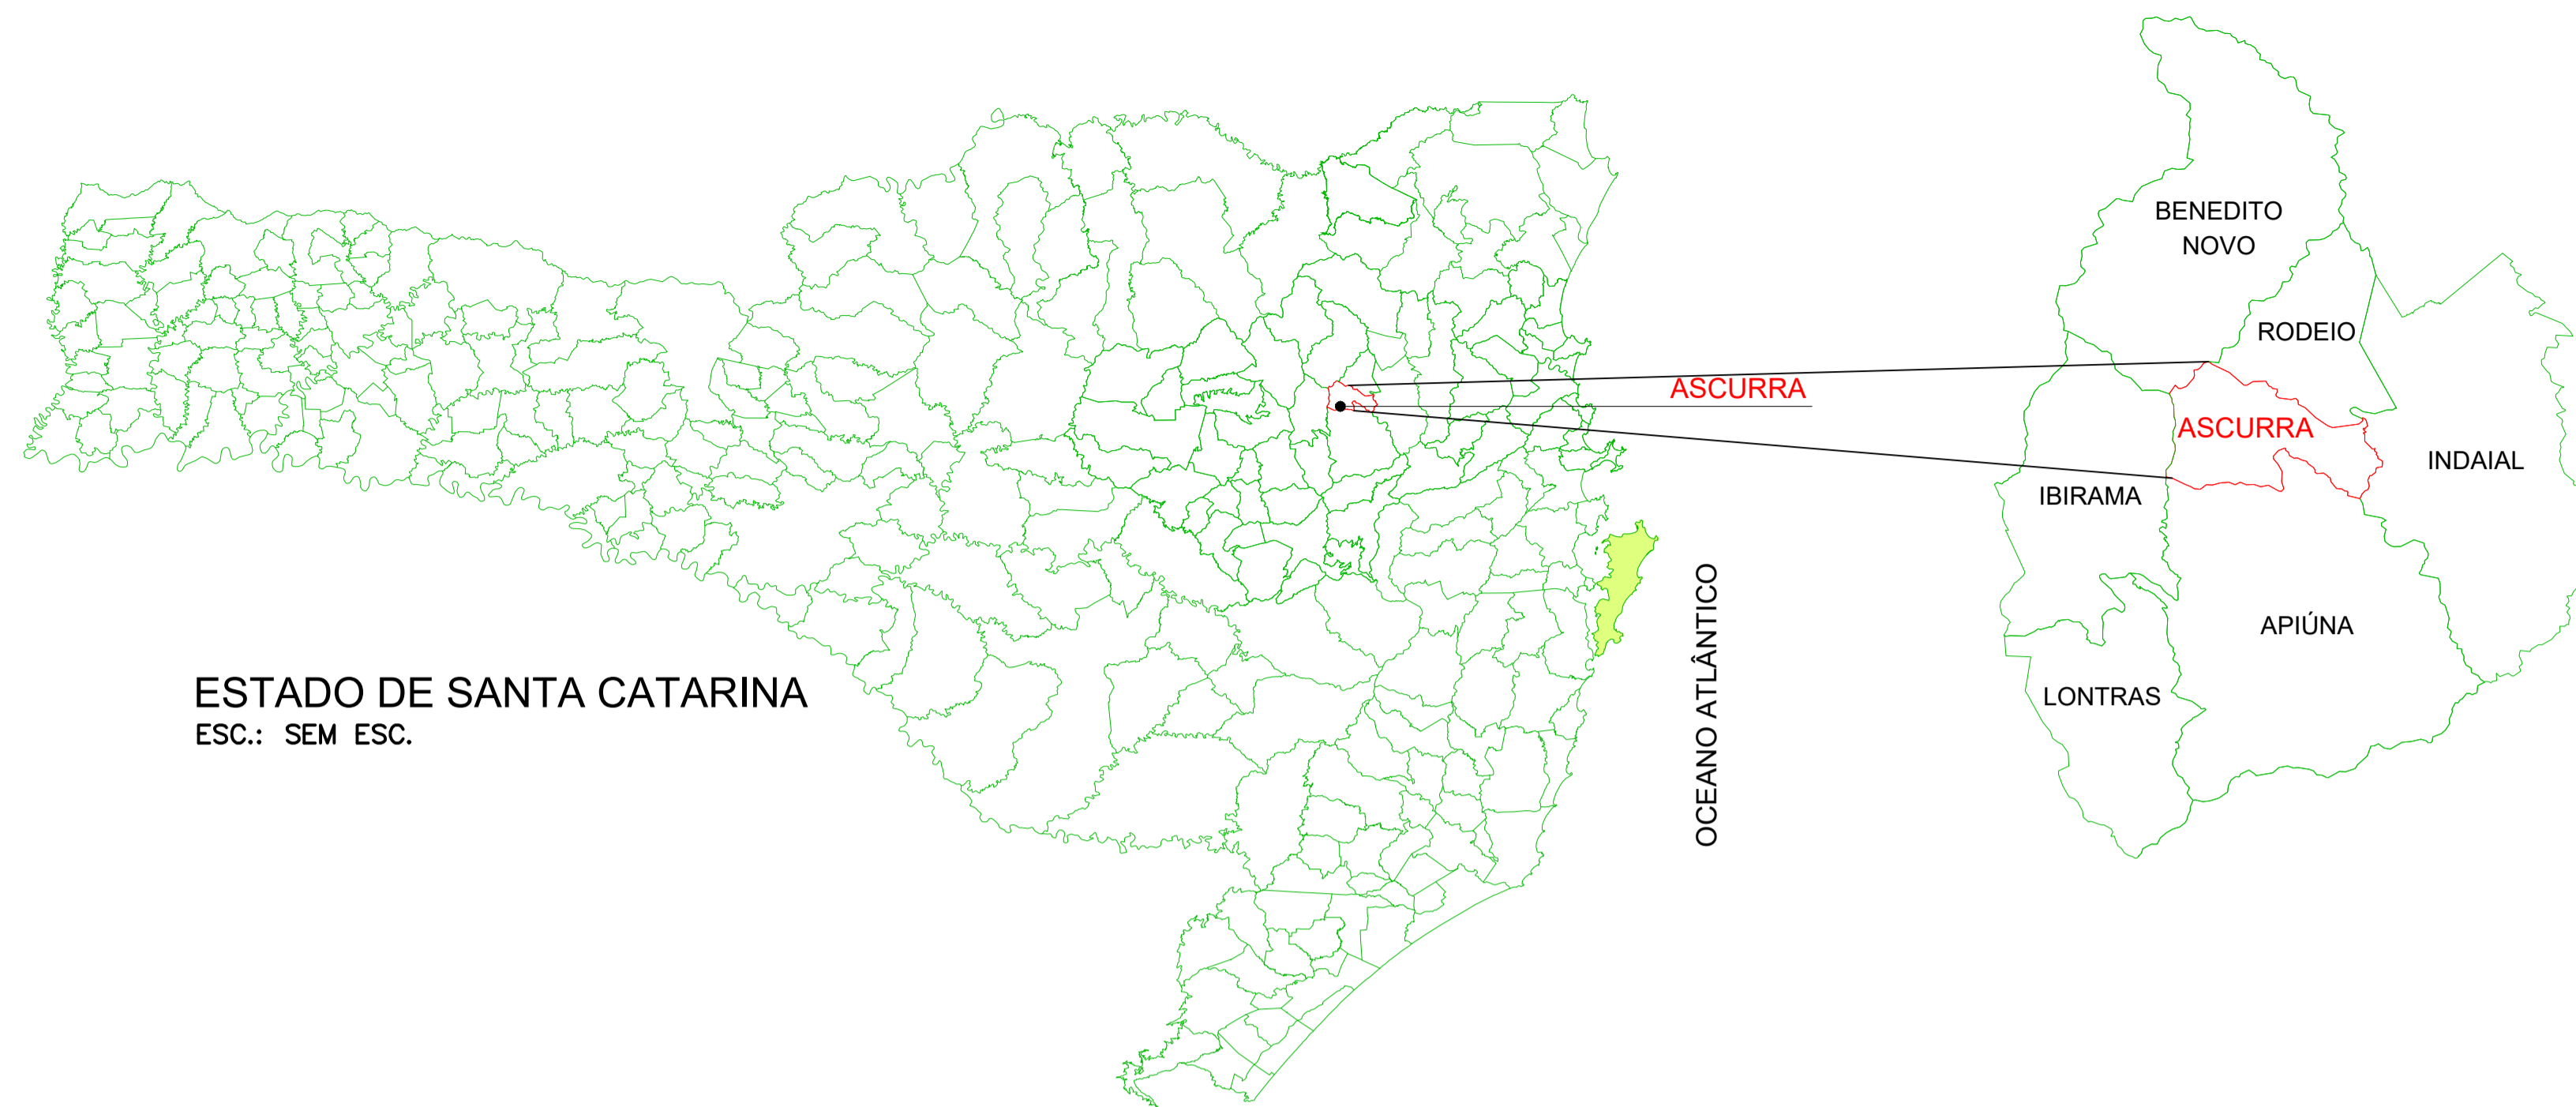 BENEDITO
NOVO
RODEIO
ASCURRA
ASCURRA
INDAIAL
IBIRAMA
APIÚNA
LONTRAS
OCEANO ATLÂNTICO
ESTADO DE SANTA CATARINA
ESC.: SEM ESC.